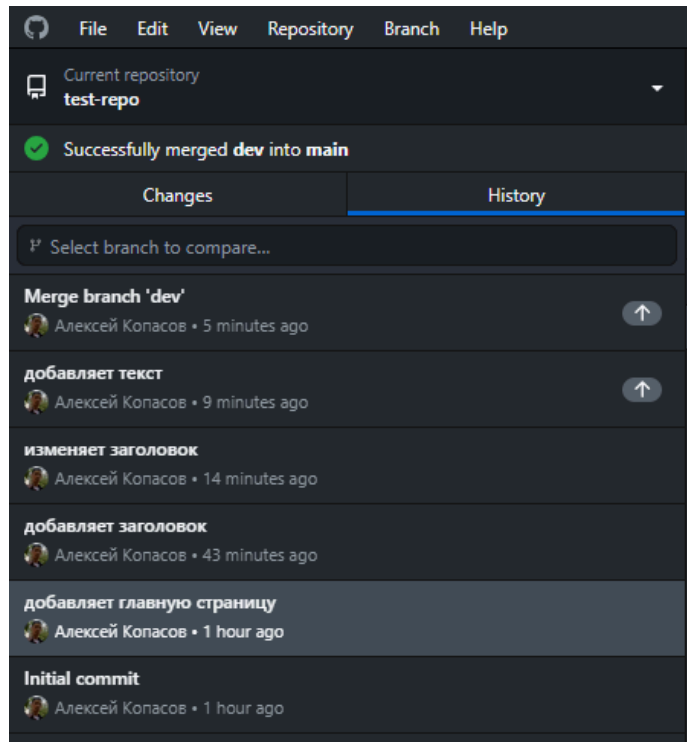 File Edit View Repository Branch Help
Current repository
test-repo
Successfully merged dev into main
Changes History
Select branch to compare...
Merge branch 'dev'
Алексей Копасов • 5 minutes ago
добавляет текст
Алексей Копасов • 9 minutes ago
изменяет заголовок
Алексей Копасов • 14 minutes ago
добавляет заголовок
Алексей Копасов • 43 minutes ago
добавляет главную страницу
Алексей Копасов • 1 hour ago
Initial commit
Алексей Копасов • 1 hour ago